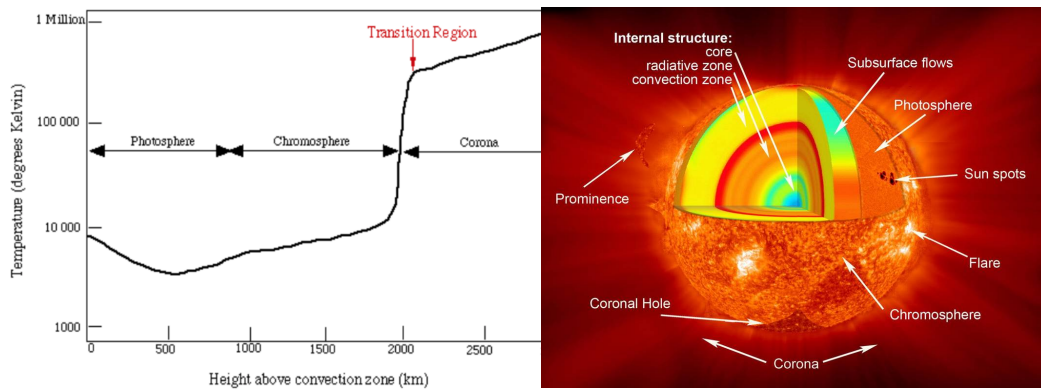 1 Million
100 000
10 000
1000
Temperature (degrees Kelvin)
Transition Region
Photosphere
Chromosphere
Corona
0
500
1000
1500
2000
2500
Height above convection zone (km)
Internal structure:
core
radiative zone
convection zone
Subsurface flows
Photosphere
Sun spots
Prominence
Flare
Coronal Hole
Chromosphere
Corona